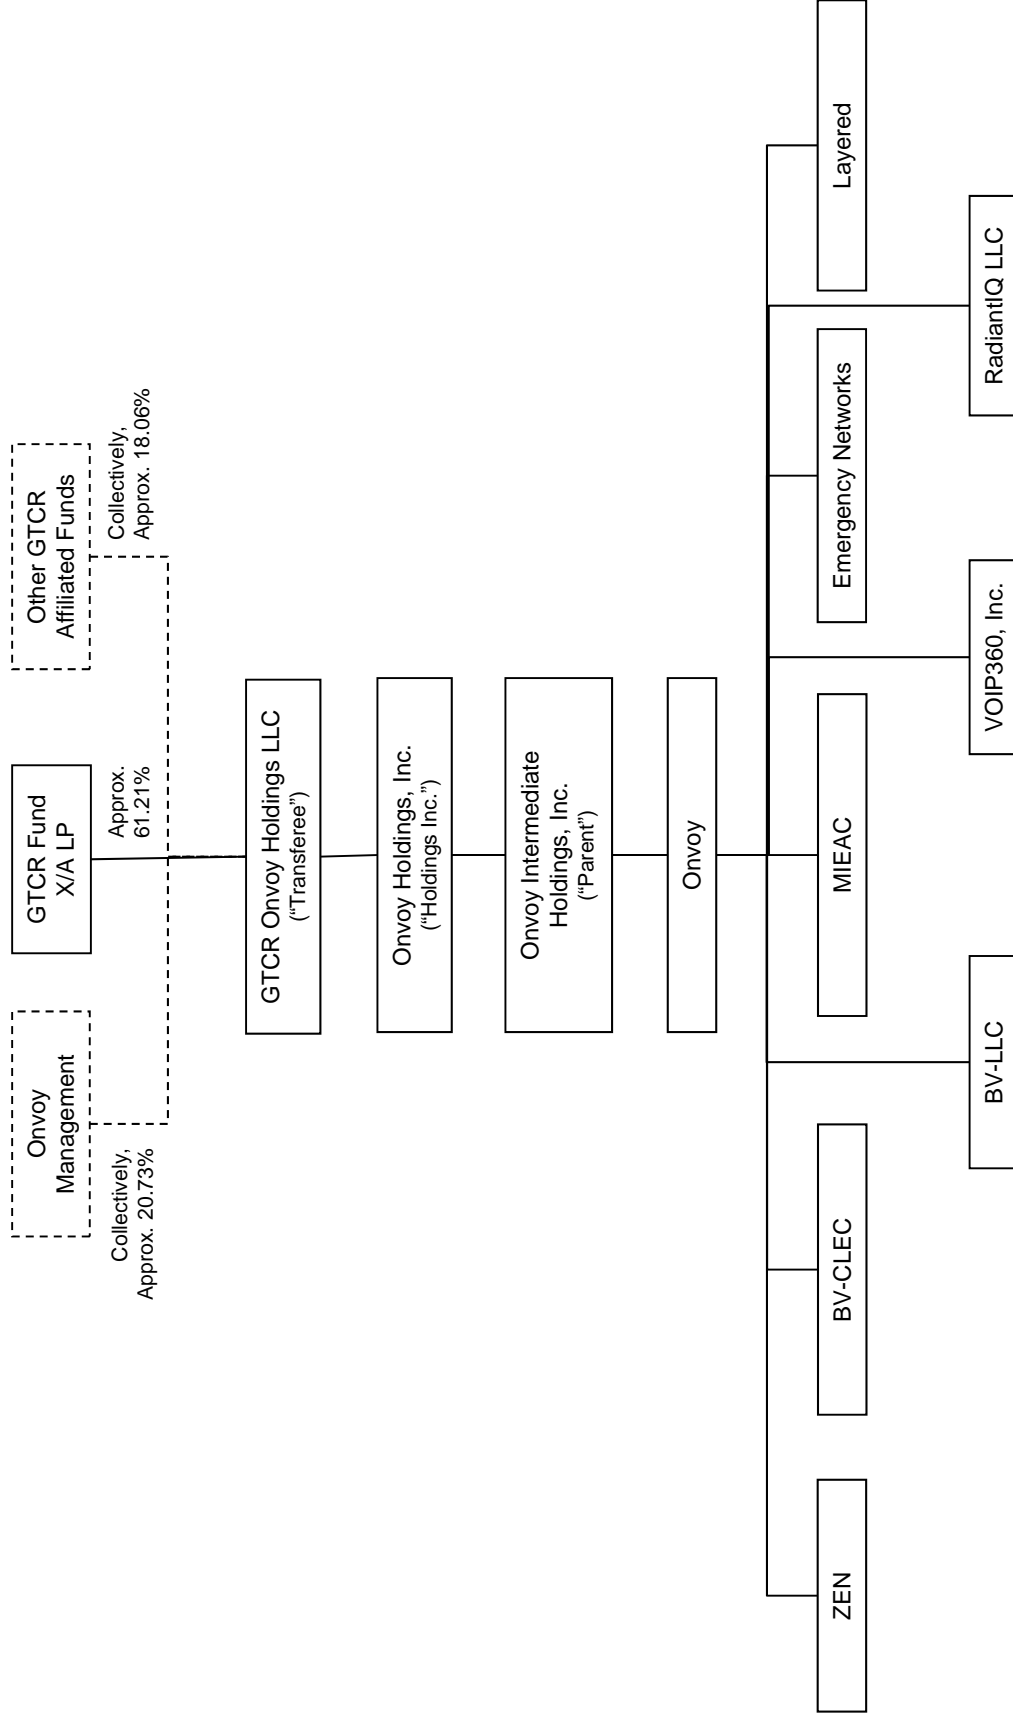 Onvoy
Management
GTCR Fund
X/A LP
Other GTCR
Affiliated Funds
Collectively,
Approx. 20.73%
Approx.
61.21%
Collectively,
Approx. 18.06%
GTCR Onvoy Holdings LLC
(“Transferee”)
Onvoy Holdings, Inc.
(“Holdings Inc.”)
Onvoy Intermediate
Holdings, Inc.
(“Parent”)
Onvoy
ZEN
BV-CLEC
MIEAC
Emergency Networks
Layered
BV-LLC
VOIP360, Inc.
RadiantIQ LLC